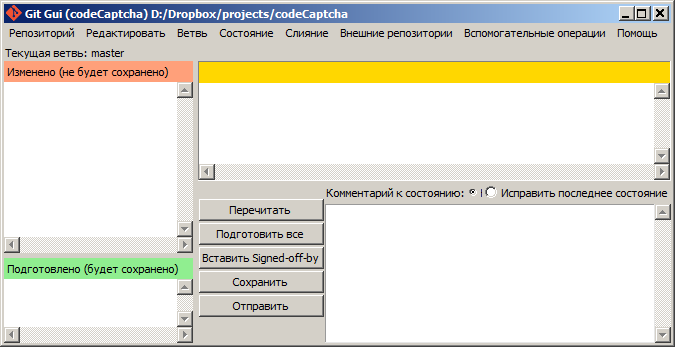 Git Gui (codeCaptcha) D:/Dropbox/projects/codeCaptcha
Репозиторий Редактировать Ветвь Состояние Слияние Внешние репозитории Вспомогательные операции Помощь
Текущая ветвь: master
Изменено (не будет сохранено)
Подготовлено (будет сохранено)
Перечитать
Подготовить все
Вставить Signed-off-by
Сохранить
Отправить
Комментарий к состоянию: Исправить последнее состояние